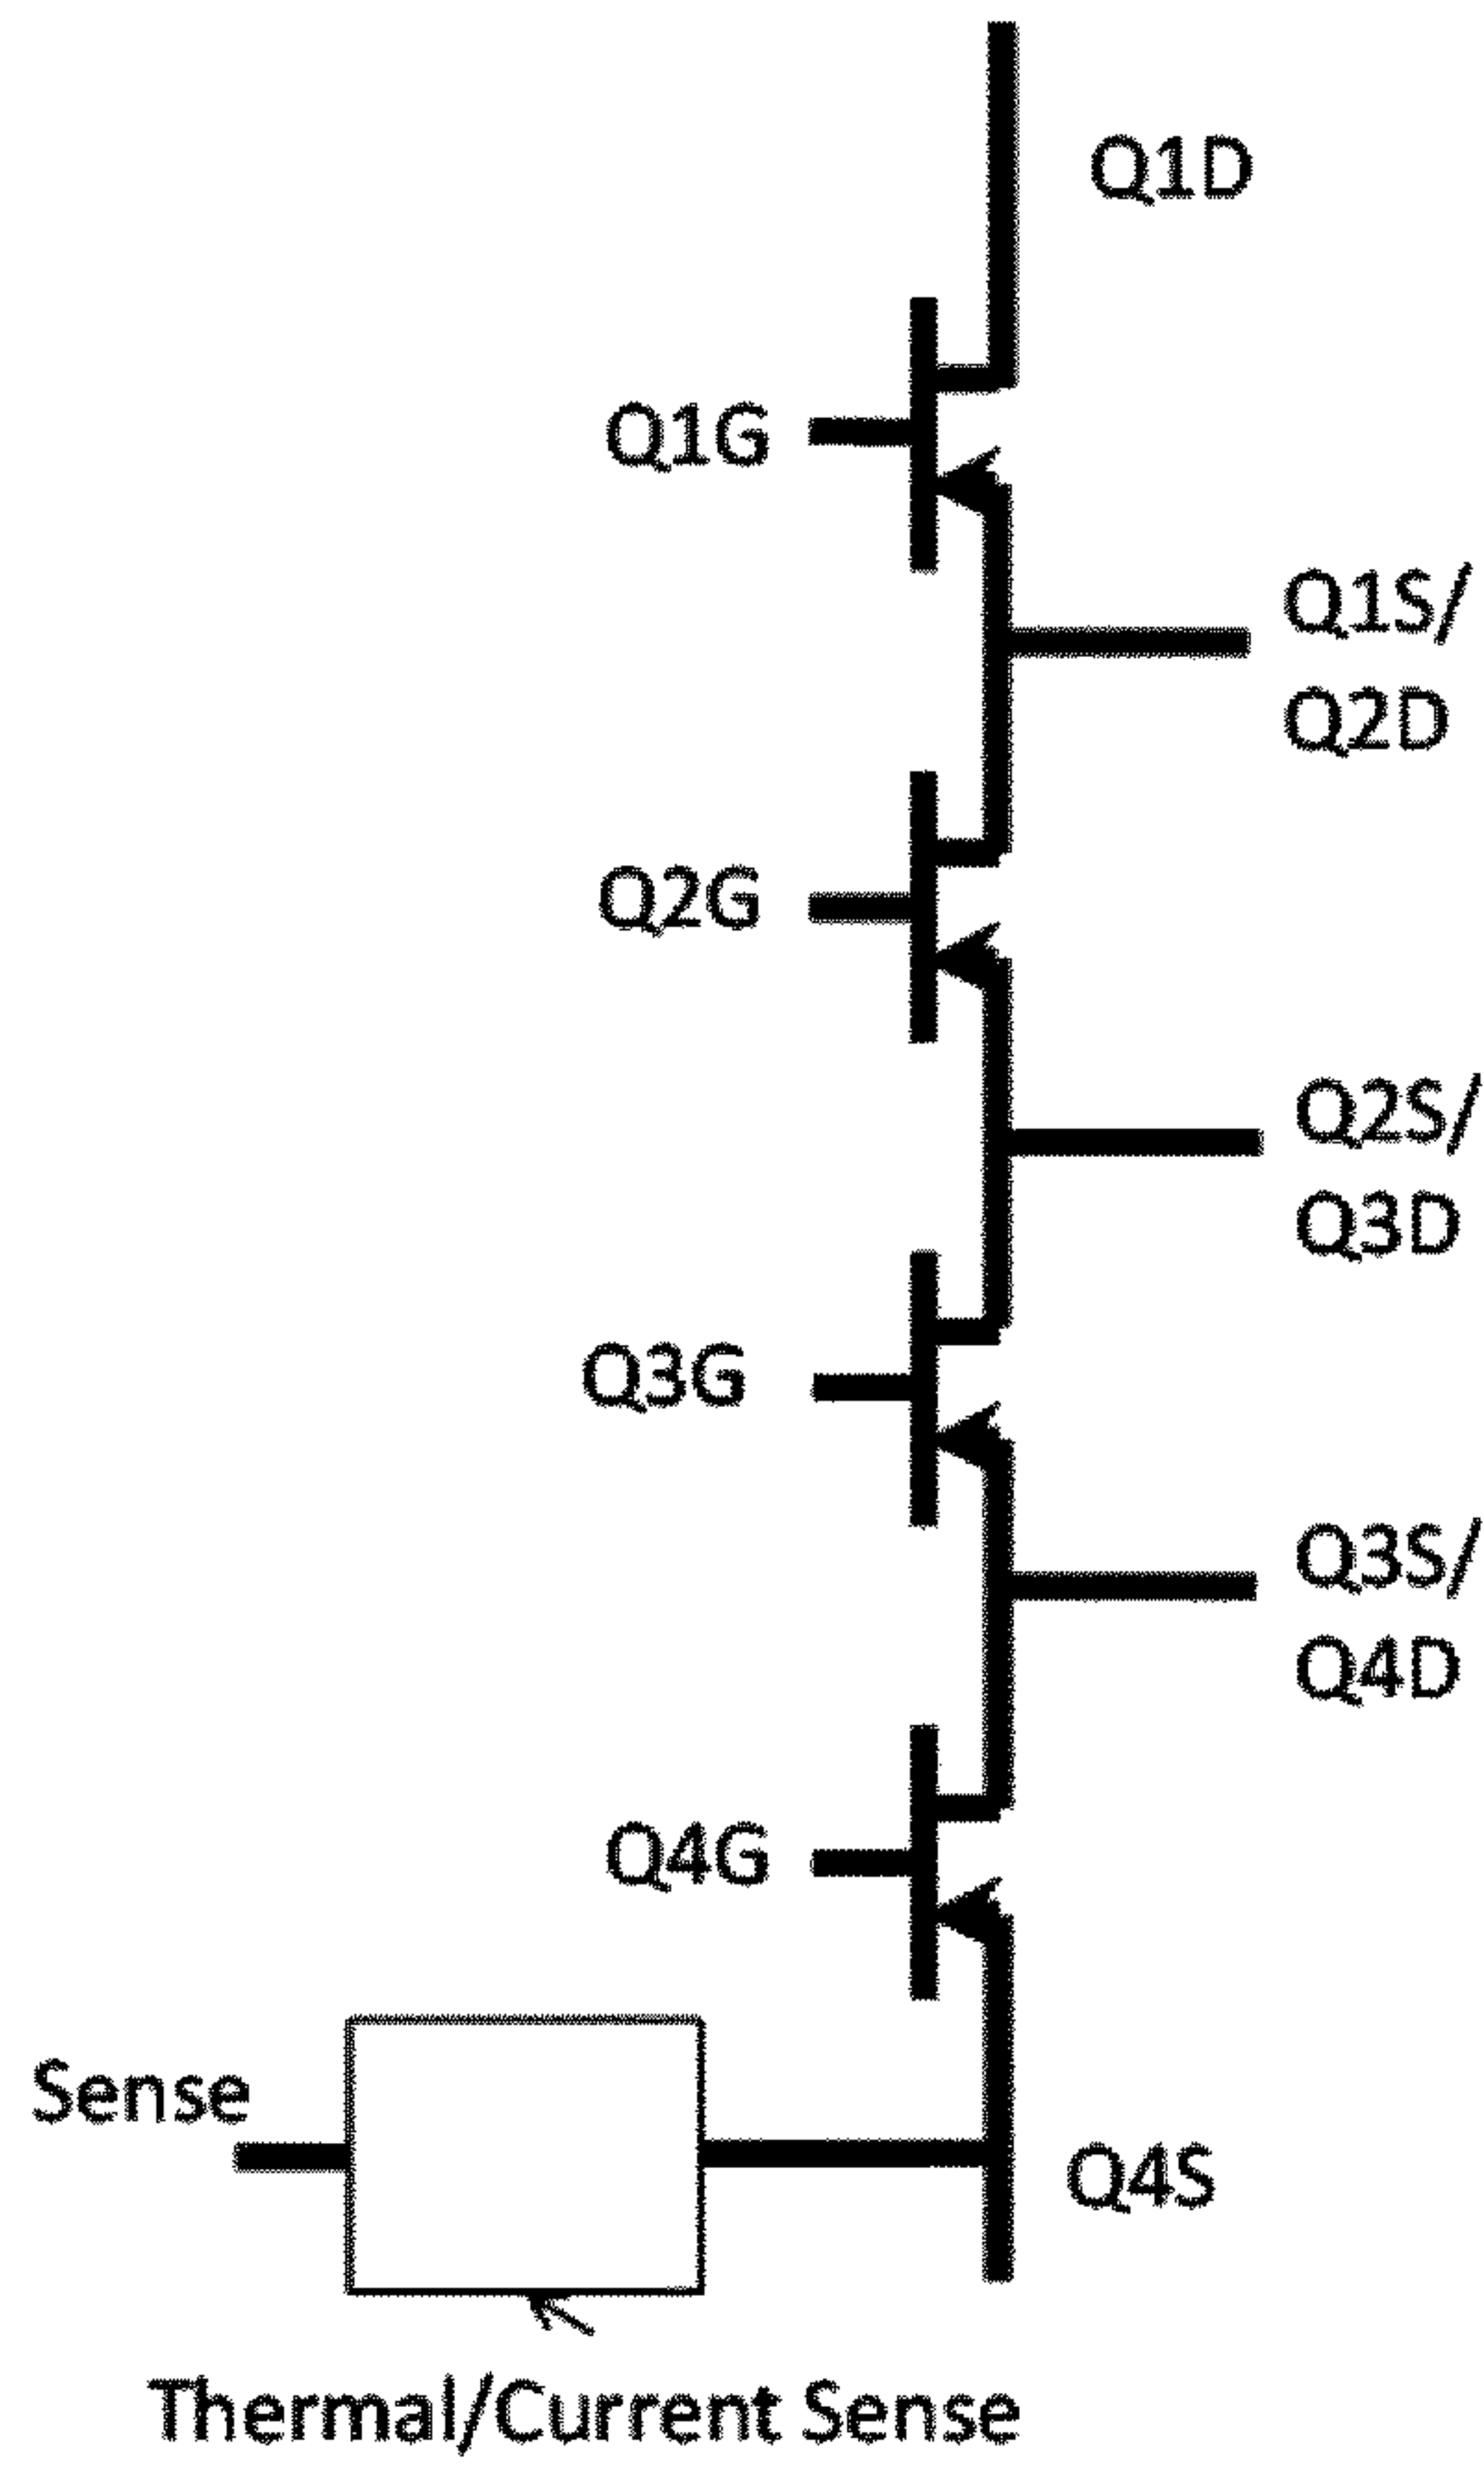 Q1D
Q1G
Q1S/
Q2D
Q2G
Q2S/
Q3D
Q3G
Q3S/
Q4D
Q4G
Sense
Q4S
Thermal/Current Sense